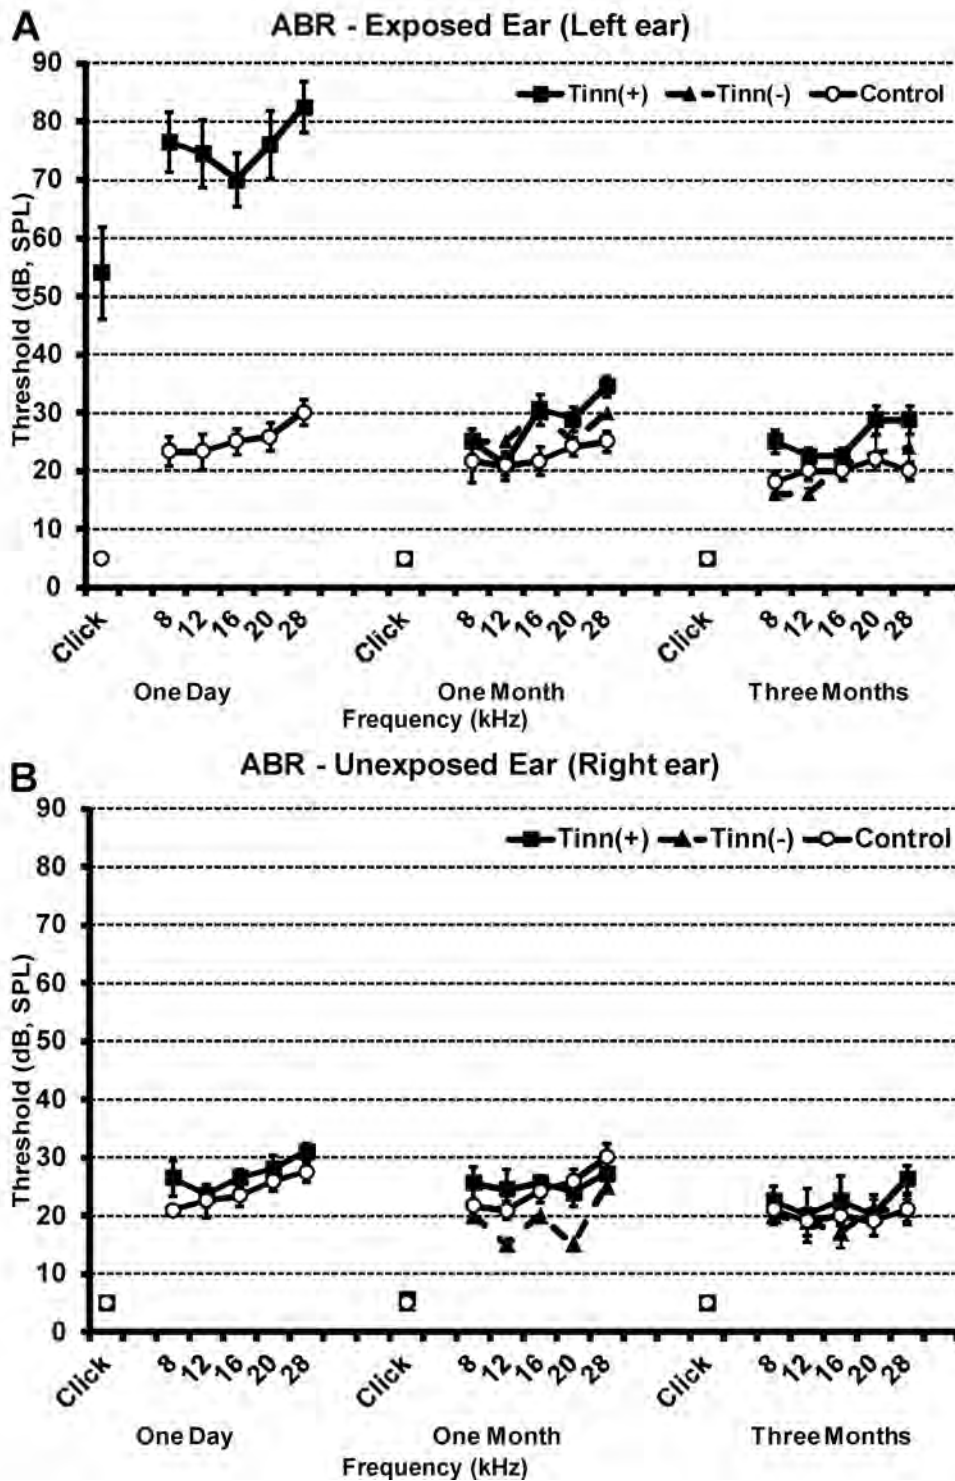 A
ABR - Exposed Ear (Left ear)
90
80
70
60
50
40
30
20
10
0
Threshold (dB, SPL)
Tinn(+) Tinn(-) Control
Click 8 12 16 20 28 Click 8 12 16 20 28 Click 8 12 16 20 28
One Day One Month Three Months
Frequency (kHz)
B
ABR - Unexposed Ear (Right ear)
90
80
70
60
50
40
30
20
10
0
Threshold (dB, SPL)
Tinn(+) Tinn(-) Control
Click 8 12 16 20 28 Click 8 12 16 20 28 Click 8 12 16 20 28
One Day One Month Three Months
Frequency (kHz)